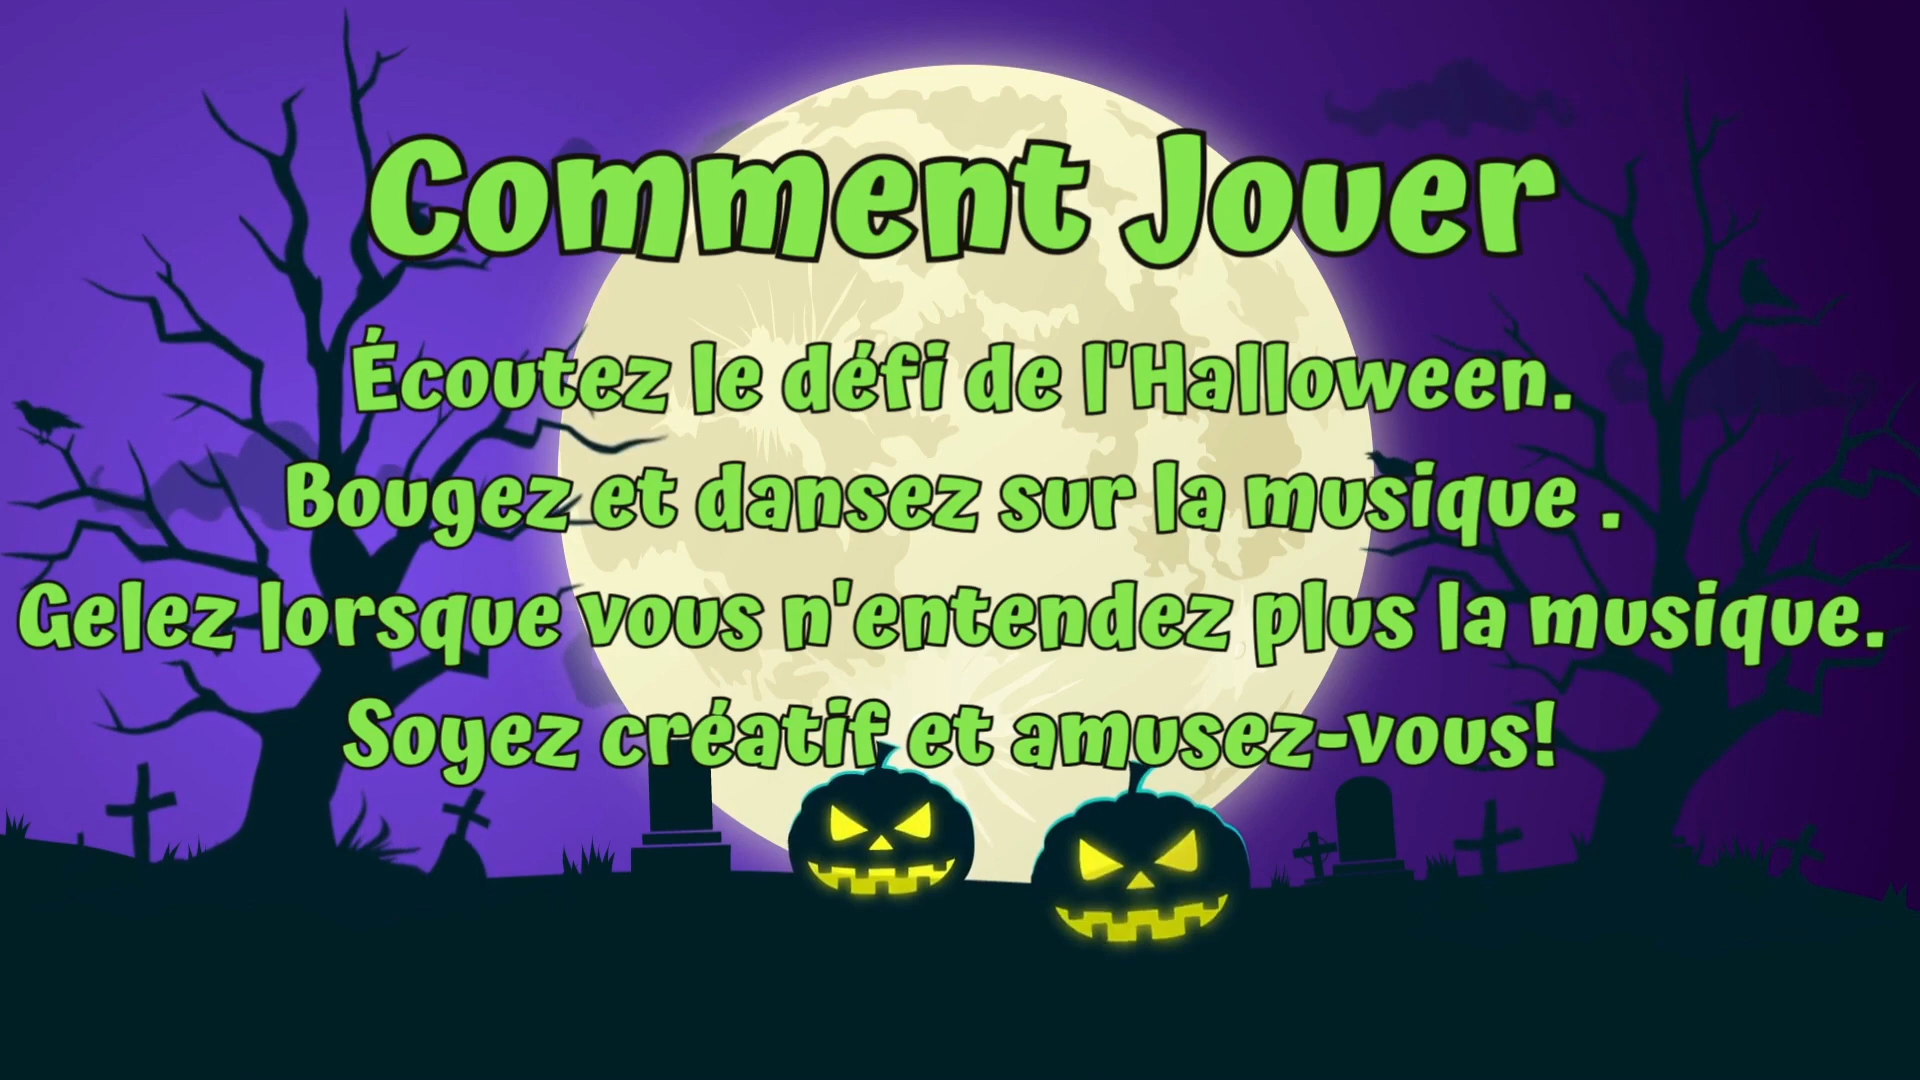 Comment Jouer
Écoutez le défi de l'Halloween.
Bougez et dansez sur la musique .
Gelez lorsque vous n'entendez plus la musique.
Soyez créatif et amusez-vous!